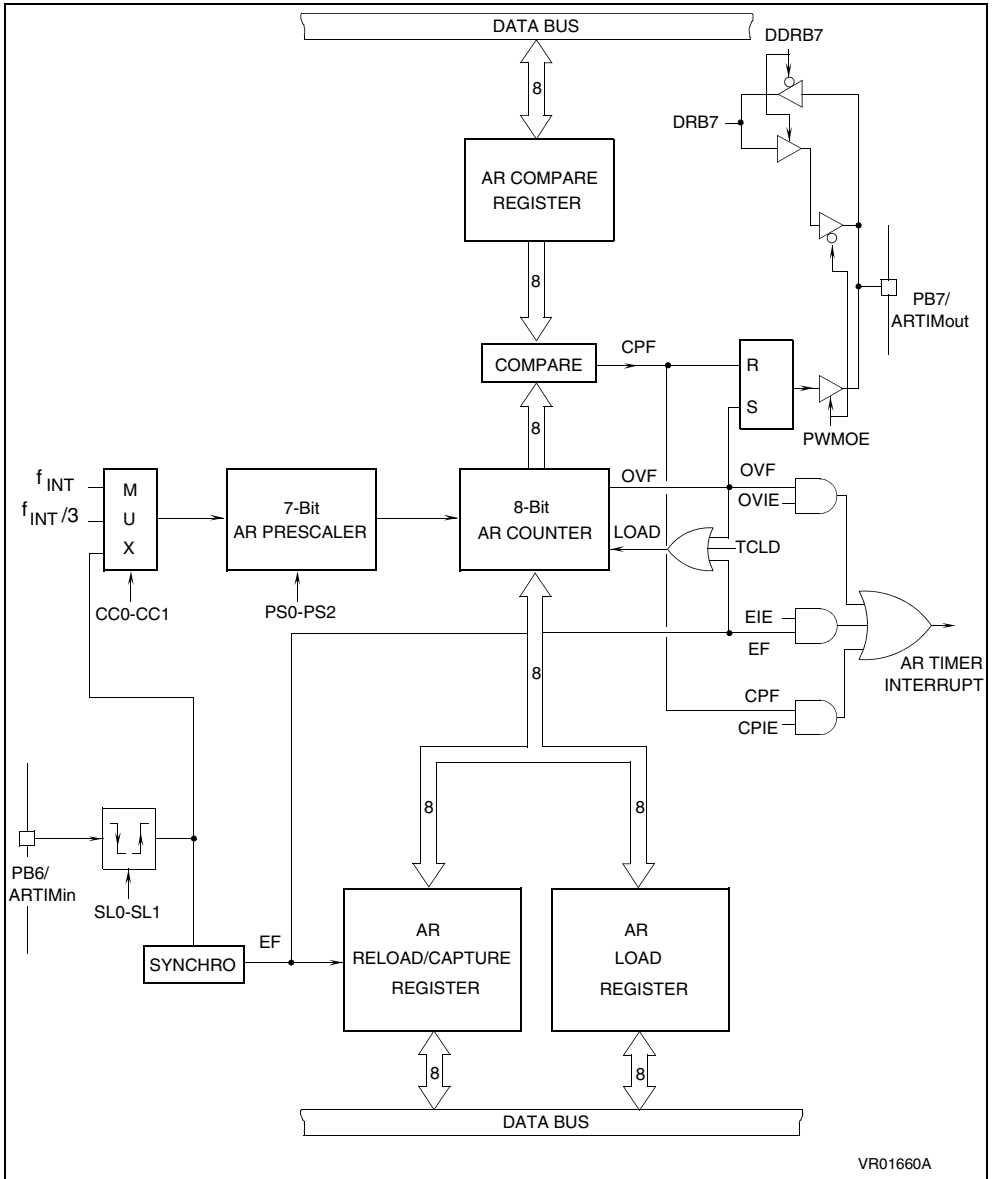 DATA BUS
DDRB7
8
DRB7
AR COMPARE
REGISTER
8
PB7/
ARTIMout
CPF
COMPARE
R
S
8
PWMOE
OVF
OVF
OVIE
f INT
f INT /3
M
U
X
7-Bit
AR PRESCALER
8-Bit
AR COUNTER
LOAD
TCLD
CC0-CC1
PS0-PS2
EIE
EF
AR TIMER
INTERRUPT
8
CPF
CPIE
8
8
PB6/
ARTIMin
SL0-SL1
SYNCHRO
EF
AR
RELOAD/CAPTURE
REGISTER
AR
LOAD
REGISTER
8
8
DATA BUS
VR01660A